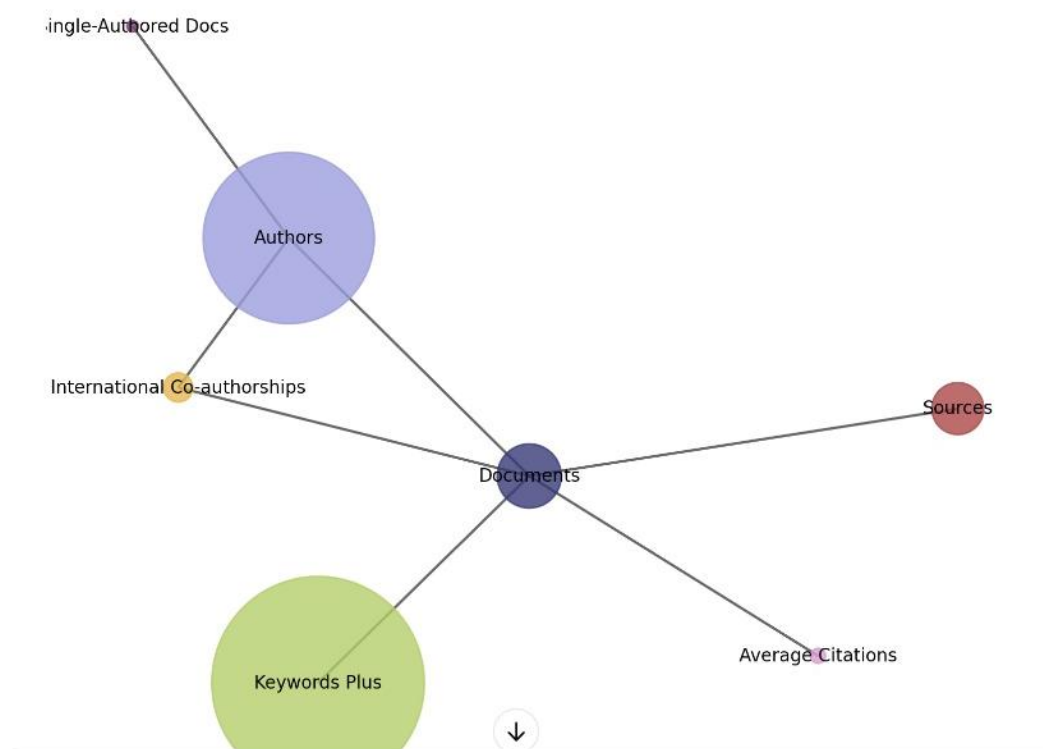 ingle-Authored Docs
Authors
International Co-authorships
Sources
Documents
Average Citations
Keywords Plus